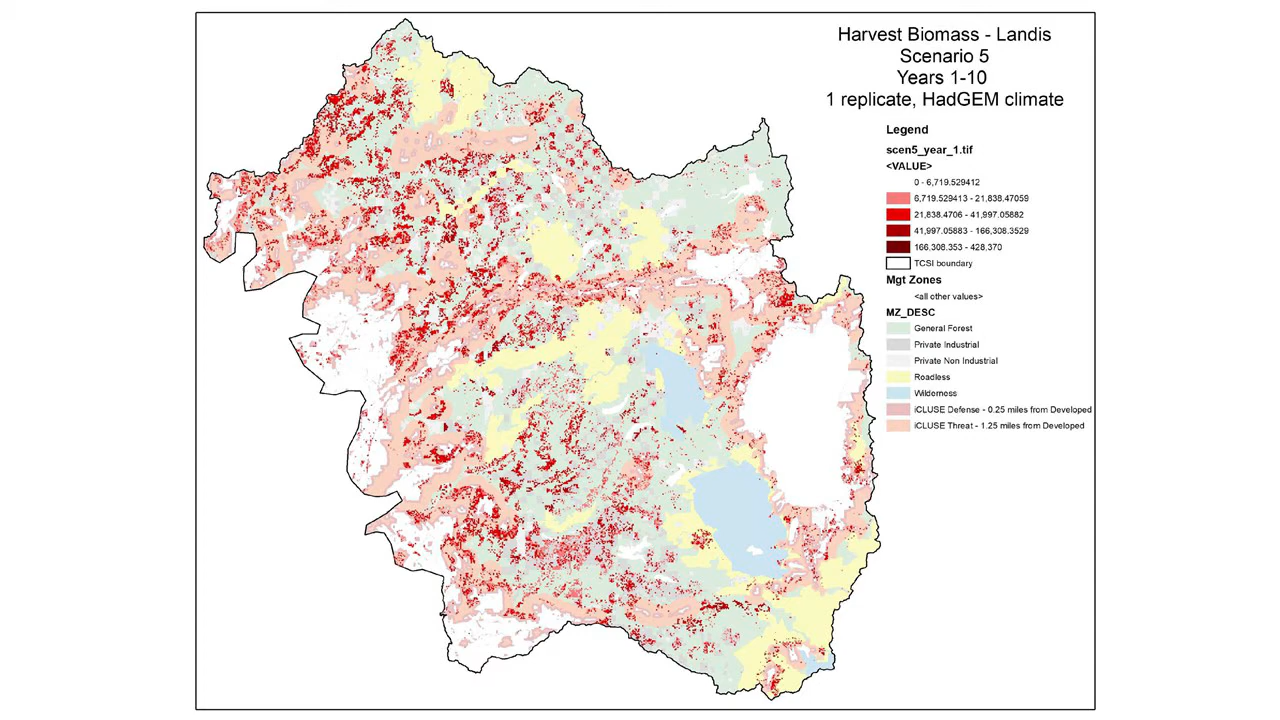 Harvest Biomass - Landis
Scenario 5
Years 1-10
1 replicate, HadGEM climate
Legend
scen5_year_1.tif
<VALUE>
0 - 6,719.529412
6,719.529413 - 21,838.47059
21,838.4706 - 41,997.05882
41,997.05883 - 166,308.3529
166,308.353 - 428,370
TCSI boundary
Mgt Zones
<all other values>
MZ_DESC
General Forest
Private Industrial
Private Non Industrial
Roadless
Wilderness
iCLUSE Defense - 0.25 miles from Developed
iCLUSE Threat - 1.25 miles from Developed